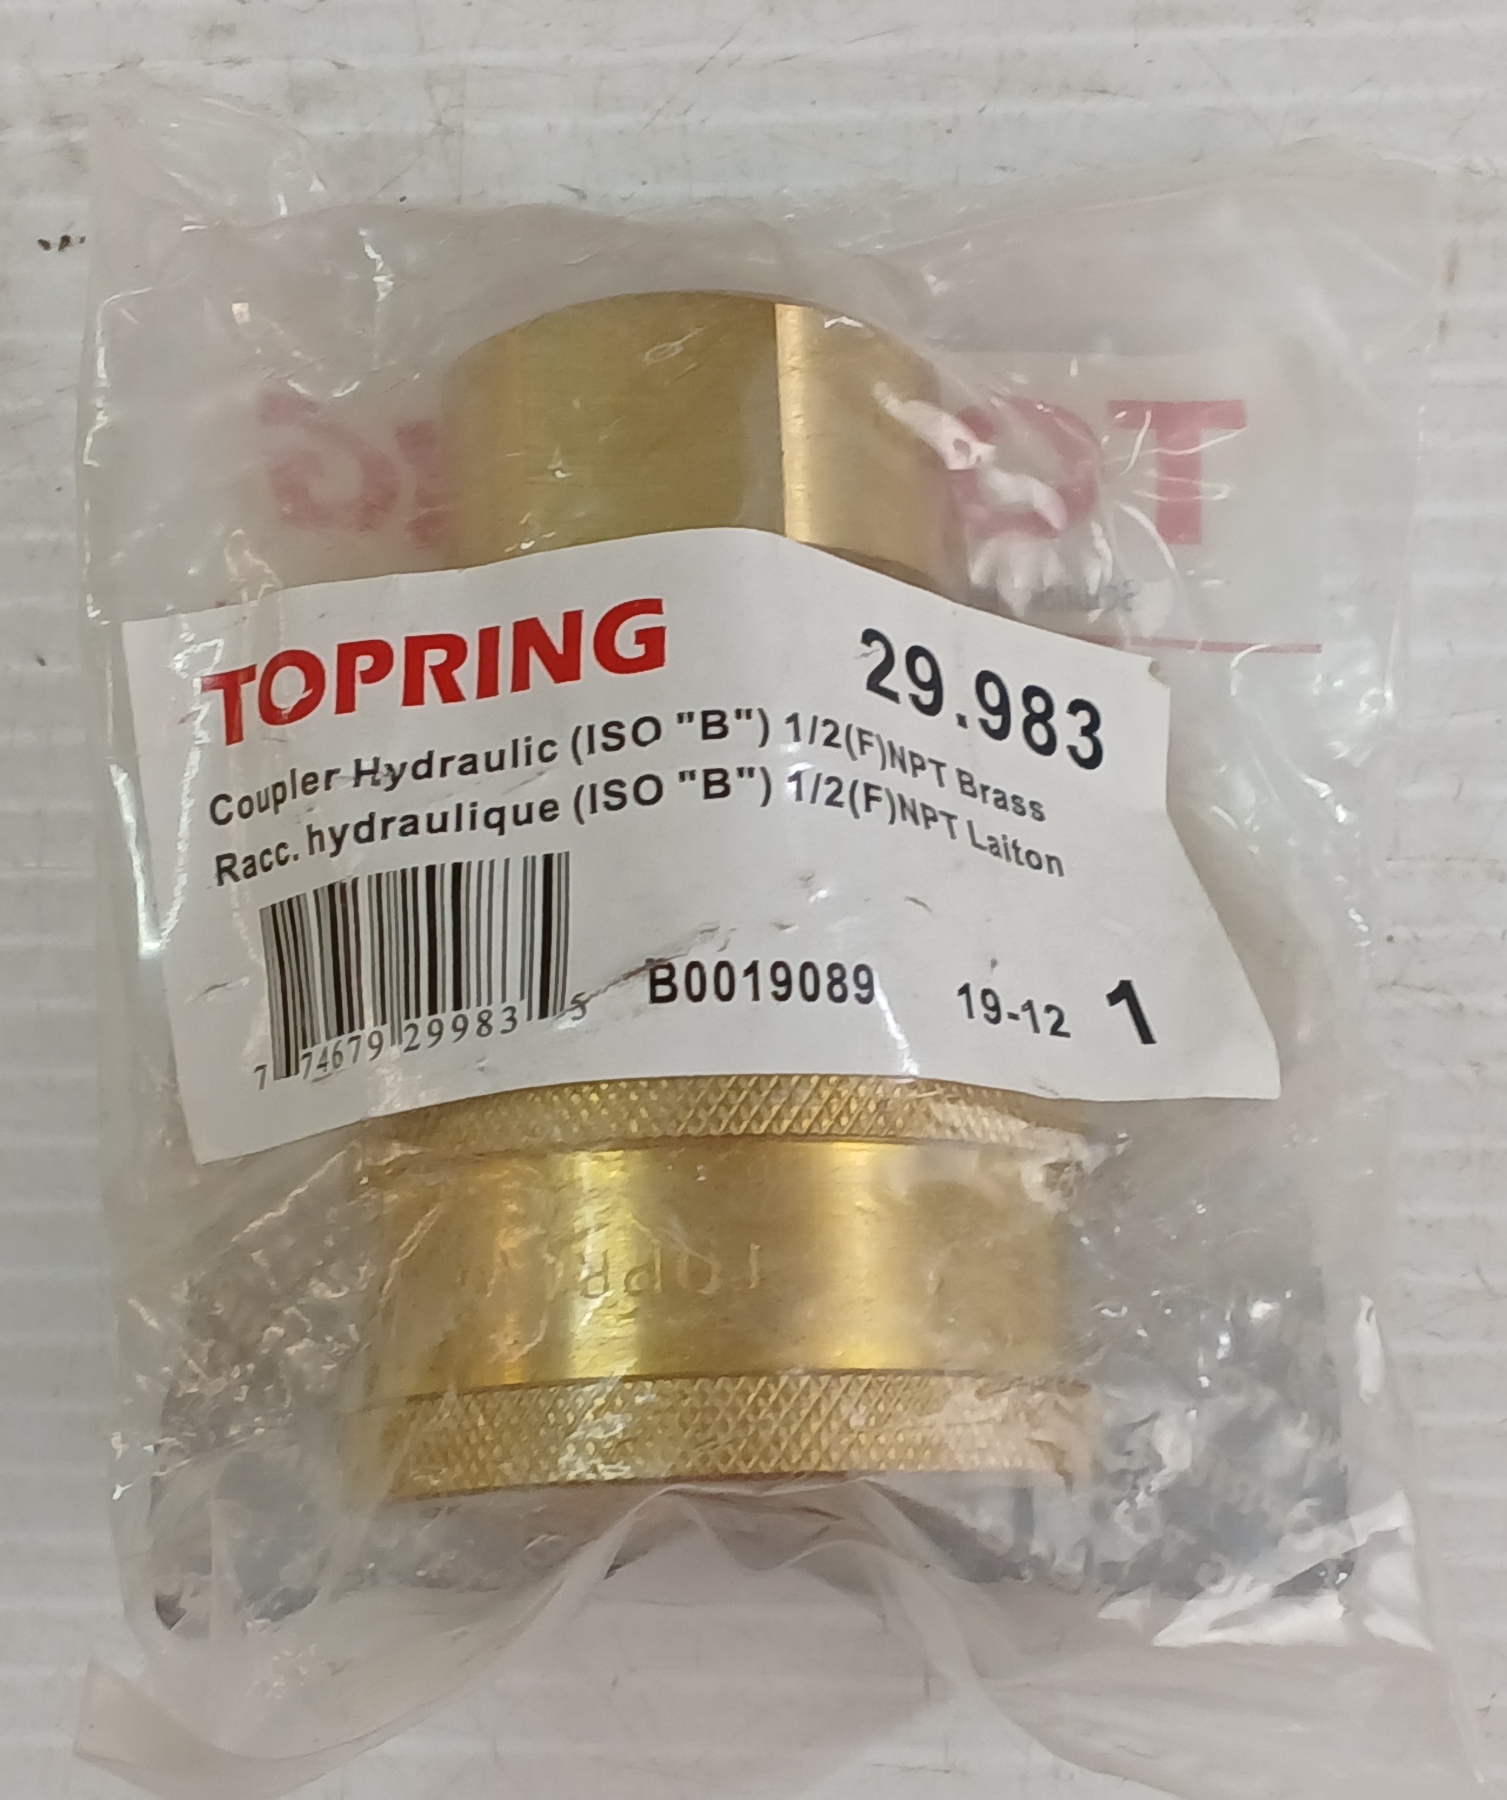 TOPRING
29.983
Coupler Hydraulic (ISO "B") 1/2(F)NPT Brass
Racc. hydraulique (ISO "B") 1/2(F)NPT Laiton
7 74679 29983 5
B0019089
19-12
1